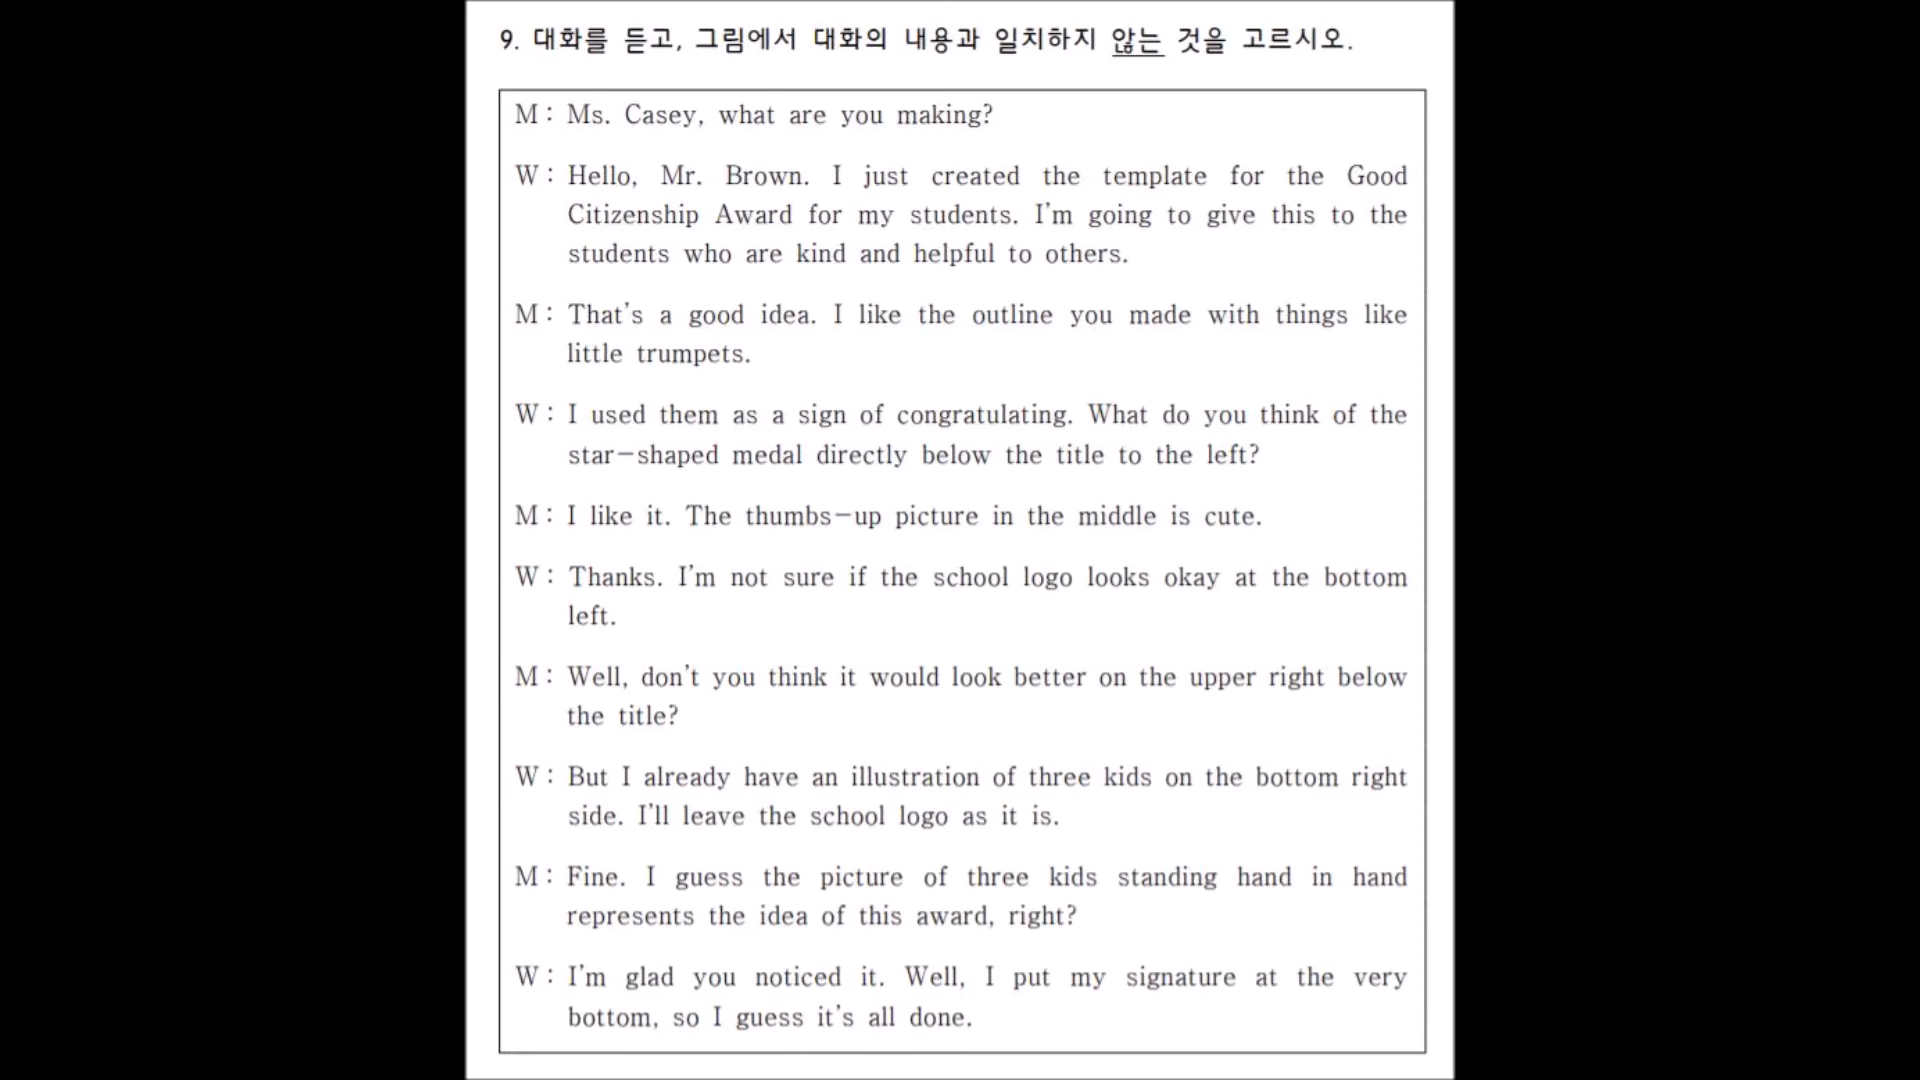 9. 대화를 듣고, 그림에서 대화의 내용과 일치하지 않는 것을 고르시오.
M : Ms. Casey, what are you making?
W : Hello, Mr. Brown. I just created the template for the Good
Citizenship Award for my students. I'm going to give this to the
students who are kind and helpful to others.
M : That's a good idea. I like the outline you made with things like
little trumpets.
W : I used them as a sign of congratulating. What do you think of the
star-shaped medal directly below the title to the left?
M : I like it. The thumbs-up picture in the middle is cute.
W : Thanks. I'm not sure if the school logo looks okay at the bottom
left.
M : Well, don't you think it would look better on the upper right below
the title?
W : But I already have an illustration of three kids on the bottom right
side. I'll leave the school logo as it is.
M : Fine. I guess the picture of three kids standing hand in hand
represents the idea of this award, right?
W : I'm glad you noticed it. Well, I put my signature at the very
bottom, so I guess it's all done.